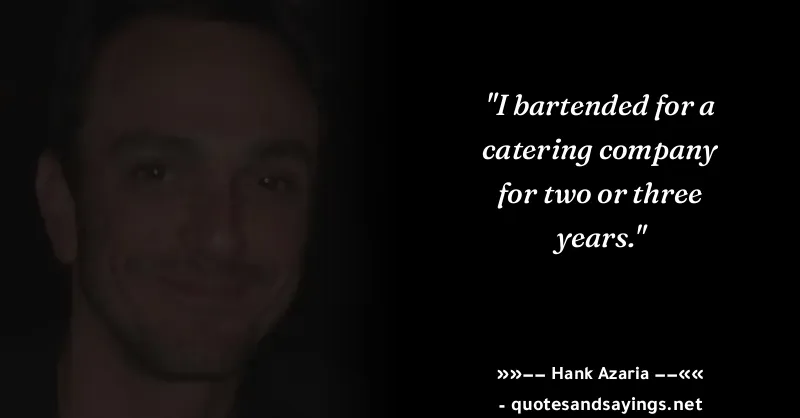 "I bartended for a
catering company
for two or three
years."
»»−− Hank Azaria −−««
- quotesandsayings.net